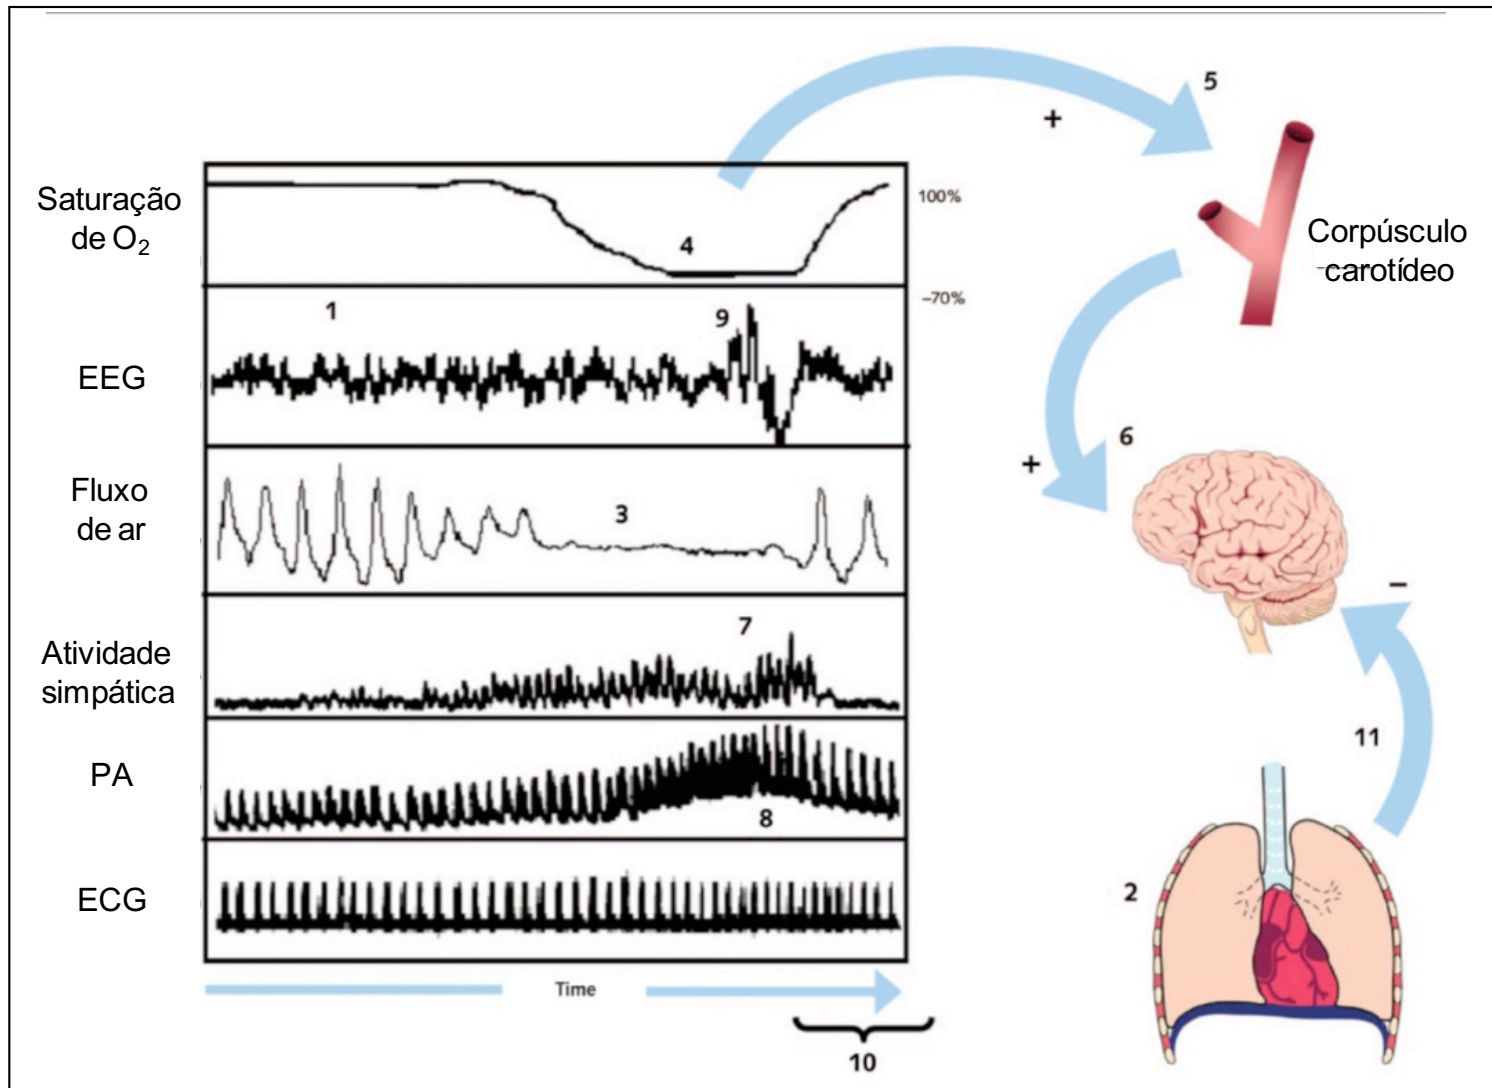 5
+
Saturação
de O₂
100%
4
Corpúsculo
carotídeo
–70%
1
9
EEG
6
+
Fluxo
de ar
3
–
7
Atividade
simpática
11
PA
8
2
ECG
Time
10